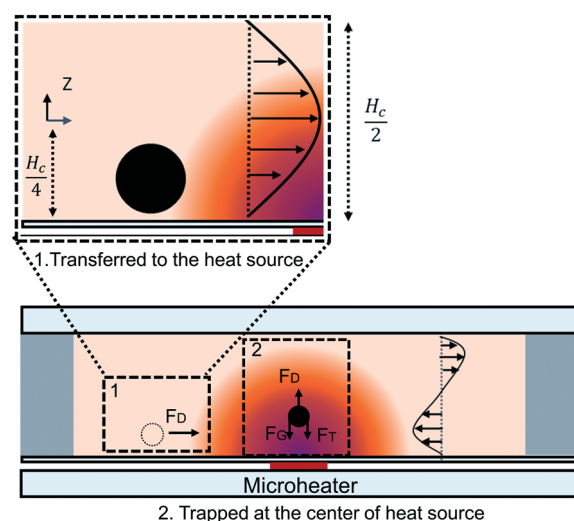 Z
H_c/4
H_c/2
1.Transferred to the heat source
1
F_D
2
F_D
F_G
F_T
Microheater
2. Trapped at the center of heat source